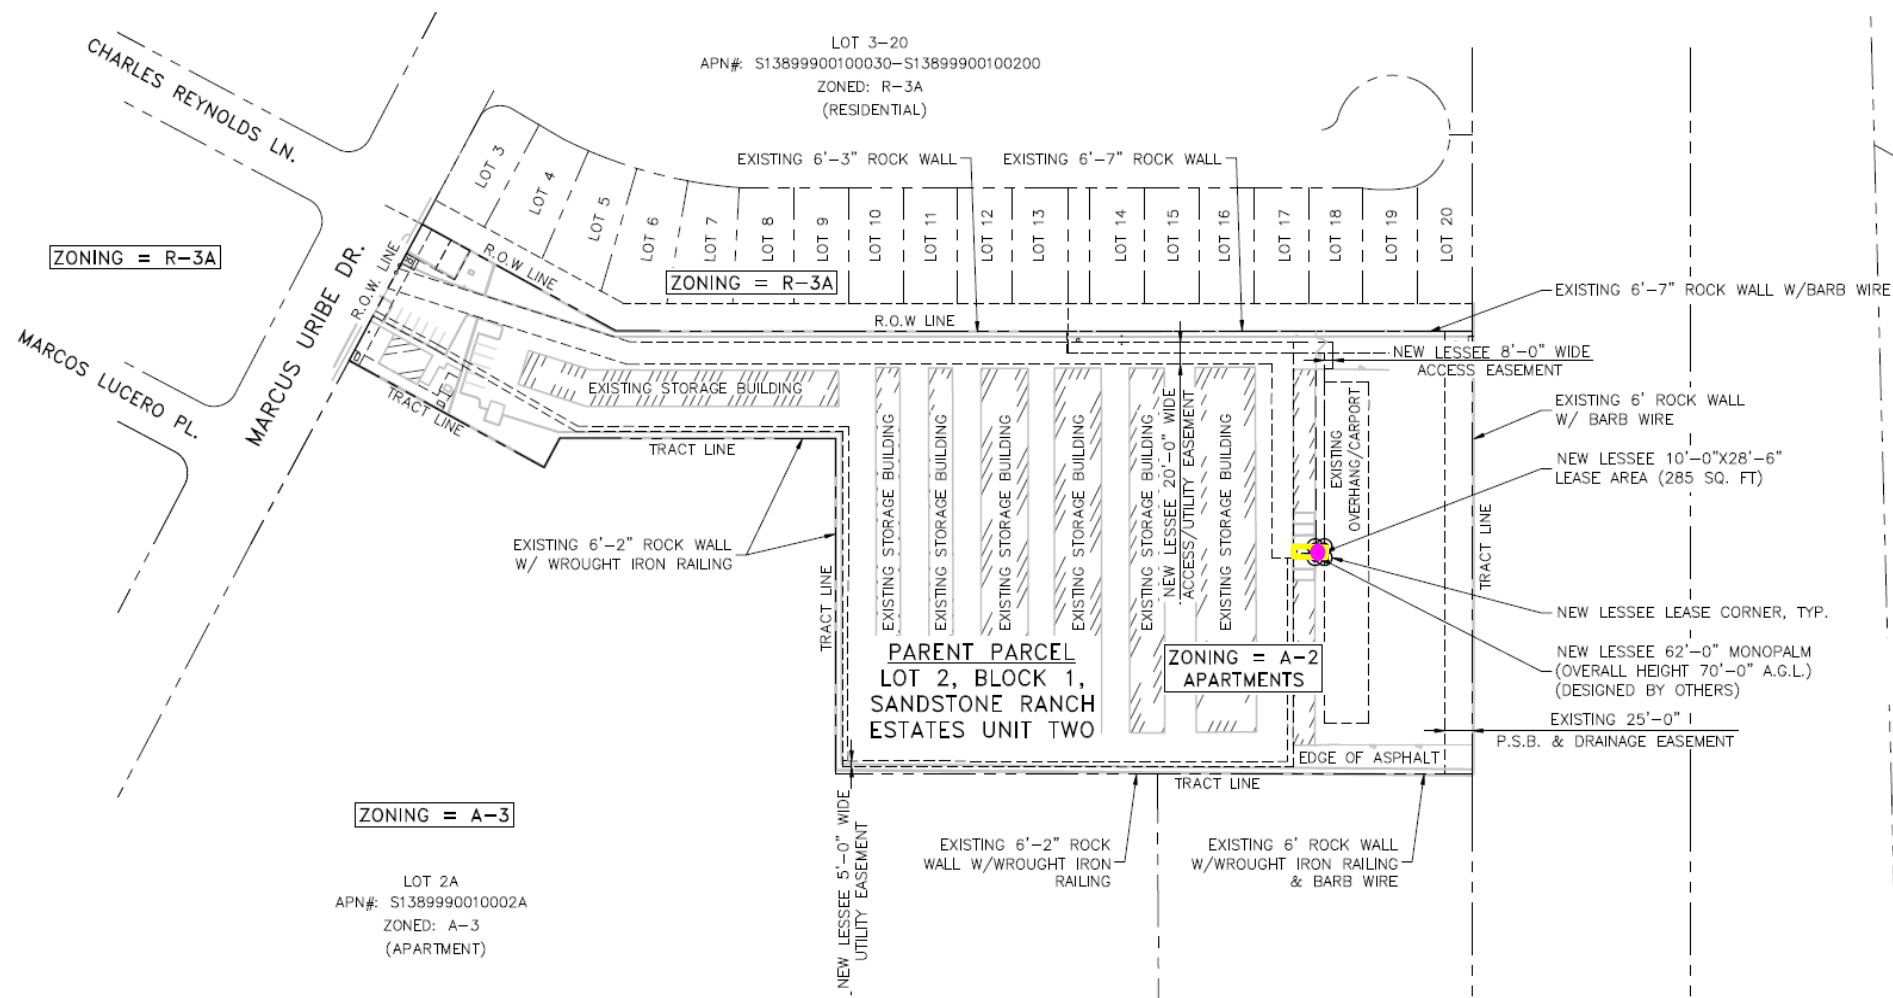 LOT 3-20
APN#: S13899900100030-S13899900100200
ZONED: R-3A
(RESIDENTIAL)
CHARLES REYNOLDS LN.
MARCOS LUCERO PL.
MARCUS URIBE DR.
ZONING = R-3A
R.O.W. LINE
R.O.W LINE
LOT 3
LOT 4
LOT 5
LOT 6
LOT 7
LOT 8
LOT 9
LOT 10
LOT 11
LOT 12
LOT 13
LOT 14
LOT 15
LOT 16
LOT 17
LOT 18
LOT 19
LOT 20
EXISTING 6'-3" ROCK WALL
EXISTING 6'-7" ROCK WALL
ZONING = R-3A
R.O.W LINE
EXISTING 6'-7" ROCK WALL W/BARB WIRE
NEW LESSEE 8'-0" WIDE
ACCESS EASEMENT
EXISTING 6' ROCK WALL
W/ BARB WIRE
NEW LESSEE 10'-0"X28'-6"
LEASE AREA (285 SQ. FT)
TRACT LINE
NEW LESSEE LEASE CORNER, TYP.
NEW LESSEE 62'-0" MONOPALM
(OVERALL HEIGHT 70'-0" A.G.L.)
(DESIGNED BY OTHERS)
EXISTING 25'-0"
P.S.B. & DRAINAGE EASEMENT
EXISTING STORAGE BUILDING
TRACT LINE
TRACT LINE
EXISTING 6'-2" ROCK WALL
W/ WROUGHT IRON RAILING
TRACT LINE
EXISTING STORAGE BUILDING
EXISTING STORAGE BUILDING
EXISTING STORAGE BUILDING
EXISTING STORAGE BUILDING
EXISTING STORAGE BUILDING
NEW LESSEE 20'-0" WIDE
ACCESS/UTILITY EASEMENT
EXISTING STORAGE BUILDING
EXISTING
OVERHANG/CARPORT
PARENT PARCEL
LOT 2, BLOCK 1,
SANDSTONE RANCH
ESTATES UNIT TWO
ZONING = A-2
APARTMENTS
EDGE OF ASPHALT
TRACT LINE
NEW LESSEE 5'-0" WIDE
UTILITY EASEMENT
EXISTING 6'-2" ROCK
WALL W/WROUGHT IRON
RAILING
EXISTING 6' ROCK WALL
W/WROUGHT IRON RAILING
& BARB WIRE
ZONING = A-3
LOT 2A
APN#: S1389990010002A
ZONED: A-3
(APARTMENT)